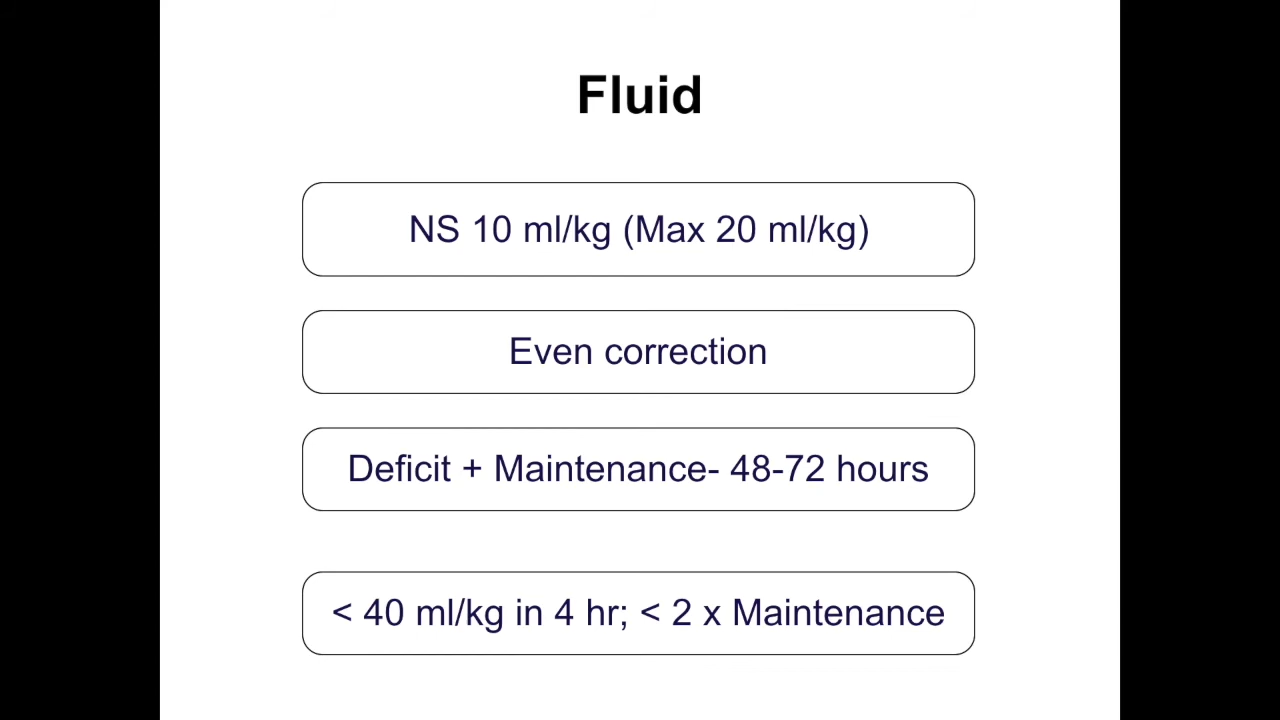 Fluid
NS 10 ml/kg (Max 20 ml/kg)
Even correction
Deficit + Maintenance- 48-72 hours
< 40 ml/kg in 4 hr; < 2 x Maintenance